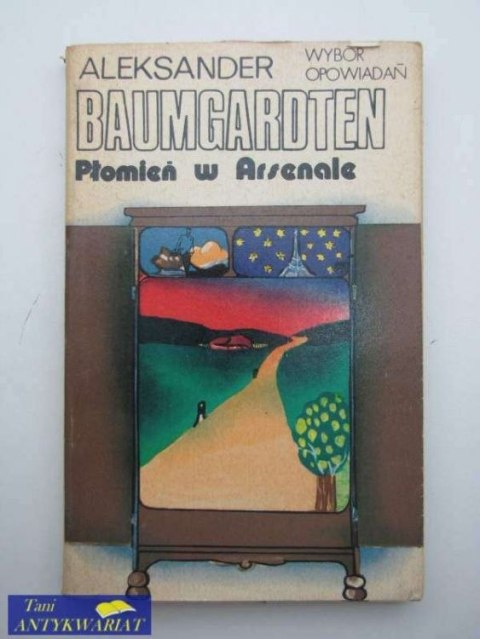 ALEKSANDER
WYBÓR
OPOWIADAŃ
BAUMGARDTEN
Płomień w Arsenale
Tani
ANTYKWARIAT